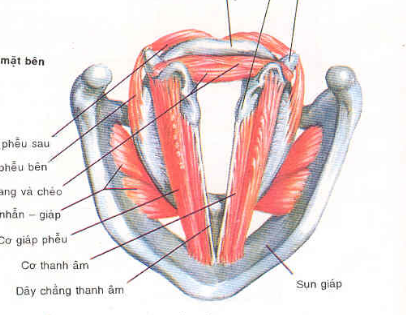 mặt bên
phễu sau
phễu bên
ang và chéo
nhẫn – giáp
Cơ giáp phễu
Cơ thanh âm
Dây chằng thanh âm
Sun giáp